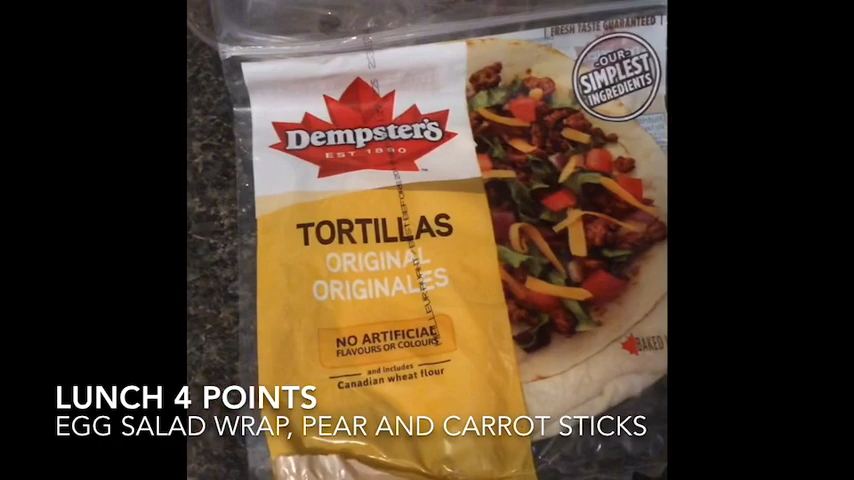 FRESH TASTE GUARANTEED
OUR
SIMPLEST
INGREDIENTS
Dempster's
EST 1890
TORTILLAS
ORIGINAL
ORIGINALES
NO ARTIFICIAL
FLAVOURS OR COLOURS
and includes
Canadian wheat flour
BAKED
LUNCH 4 POINTS
EGG SALAD WRAP, PEAR AND CARROT STICKS